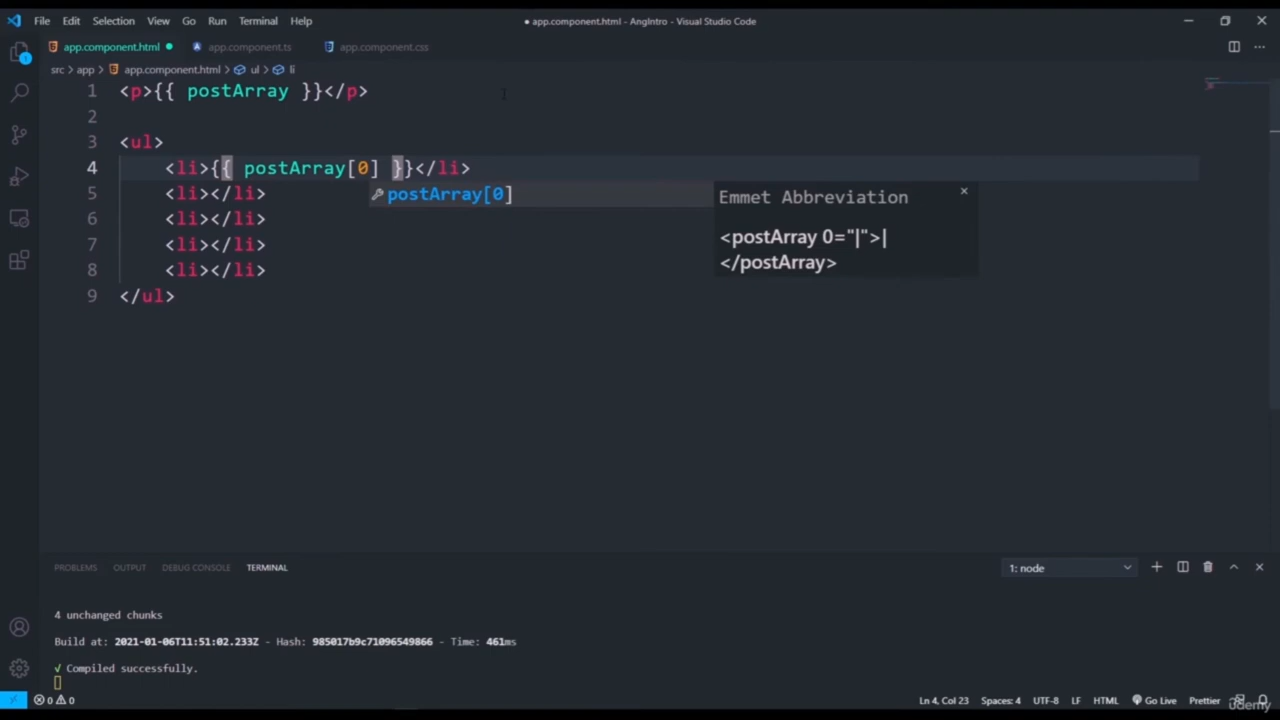 File Edit Selection View Go Run Terminal Help ● app.component.html - AngIntro - Visual Studio Code
app.component.html ● app.component.ts app.component.css
src > app > app.component.html > ul > li
1 <p>{{ postArray }}</p>
2
3 <ul>
4 <li>{{ postArray[0] }}</li>
5 <li></li>
postArray[0]
Emmet Abbreviation
6 <li></li>
<postArray 0="|">|
7 <li></li>
</postArray>
8 <li></li>
9 </ul>
PROBLEMS OUTPUT DEBUG CONSOLE TERMINAL 1: node
4 unchanged chunks
Build at: 2021-01-06T11:51:02.233Z - Hash: 985017b9c71096549866 - Time: 461ms
√ Compiled successfully.
0 0 Ln 4, Col 23 Spaces: 4 UTF-8 LF HTML Go Live Prettier
ûdemy